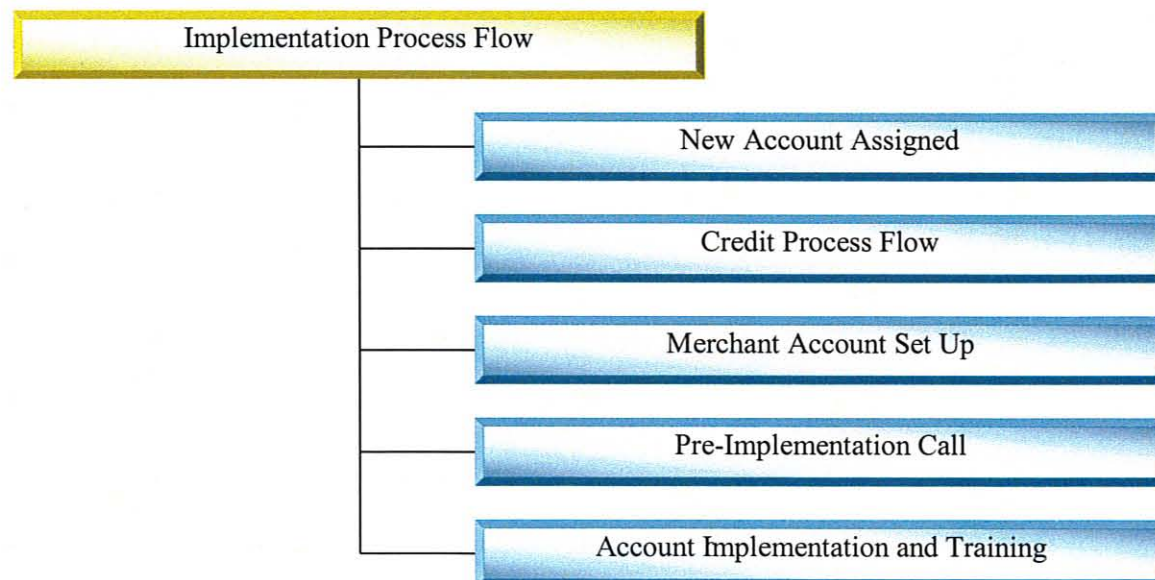 Implementation Process Flow
New Account Assigned
Credit Process Flow
Merchant Account Set Up
Pre-Implementation Call
Account Implementation and Training